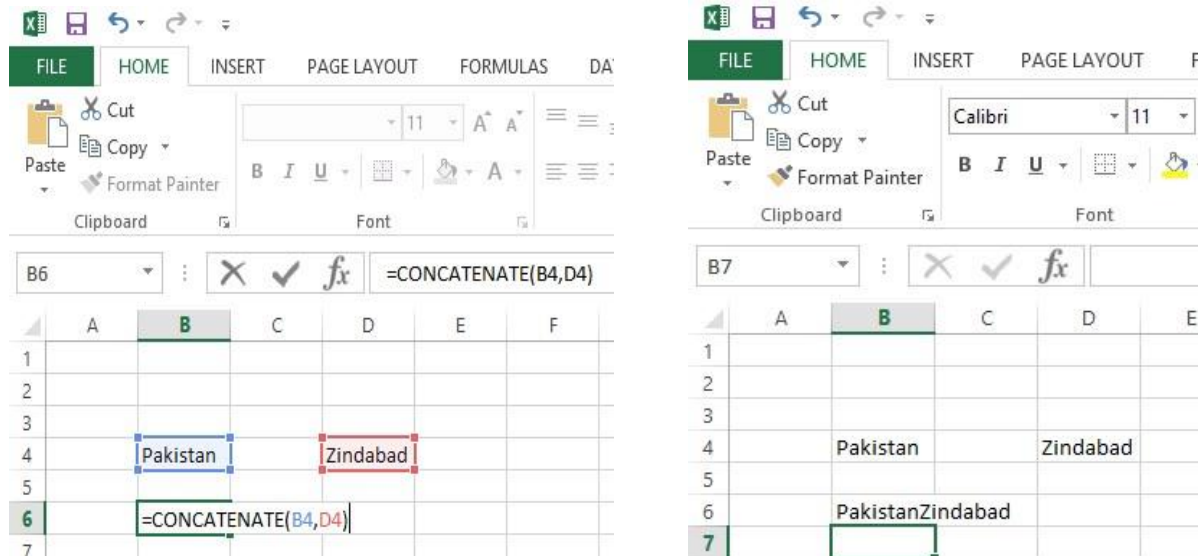 FILE HOME INSERT PAGE LAYOUT FORMULAS
Cut
Copy
Paste
Format Painter
11 A A
B I U A
Clipboard Font
B6 fx =CONCATENATE(B4,D4)
A B C D E F
1
2
3
4 Pakistan Zindabad
5
6 =CONCATENATE(B4,D4)
7
FILE HOME INSERT PAGE LAYOUT
Cut
Copy
Paste
Format Painter
Calibri 11
B I U
Clipboard Font
B7 fx
A B C D E
1
2
3
4 Pakistan Zindabad
5
6 PakistanZindabad
7